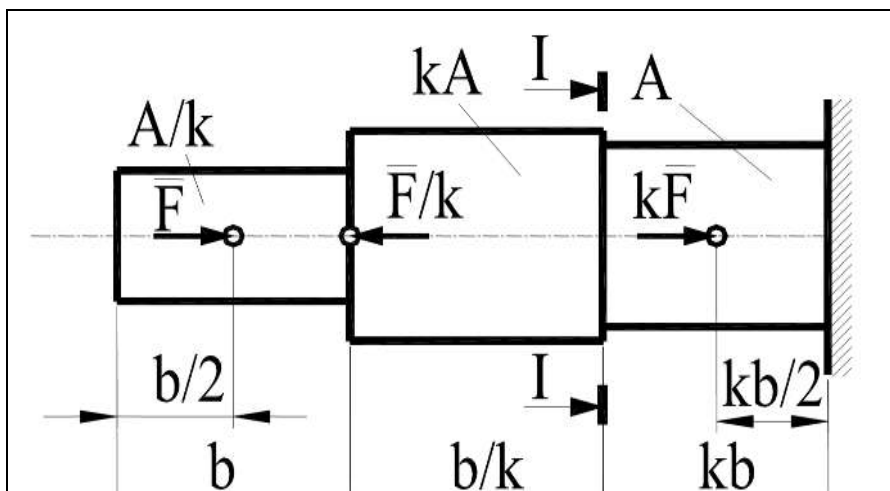 I kA A
A/k
F̅ F̅/k kF̅
b/2 I kb/2
b b/k kb